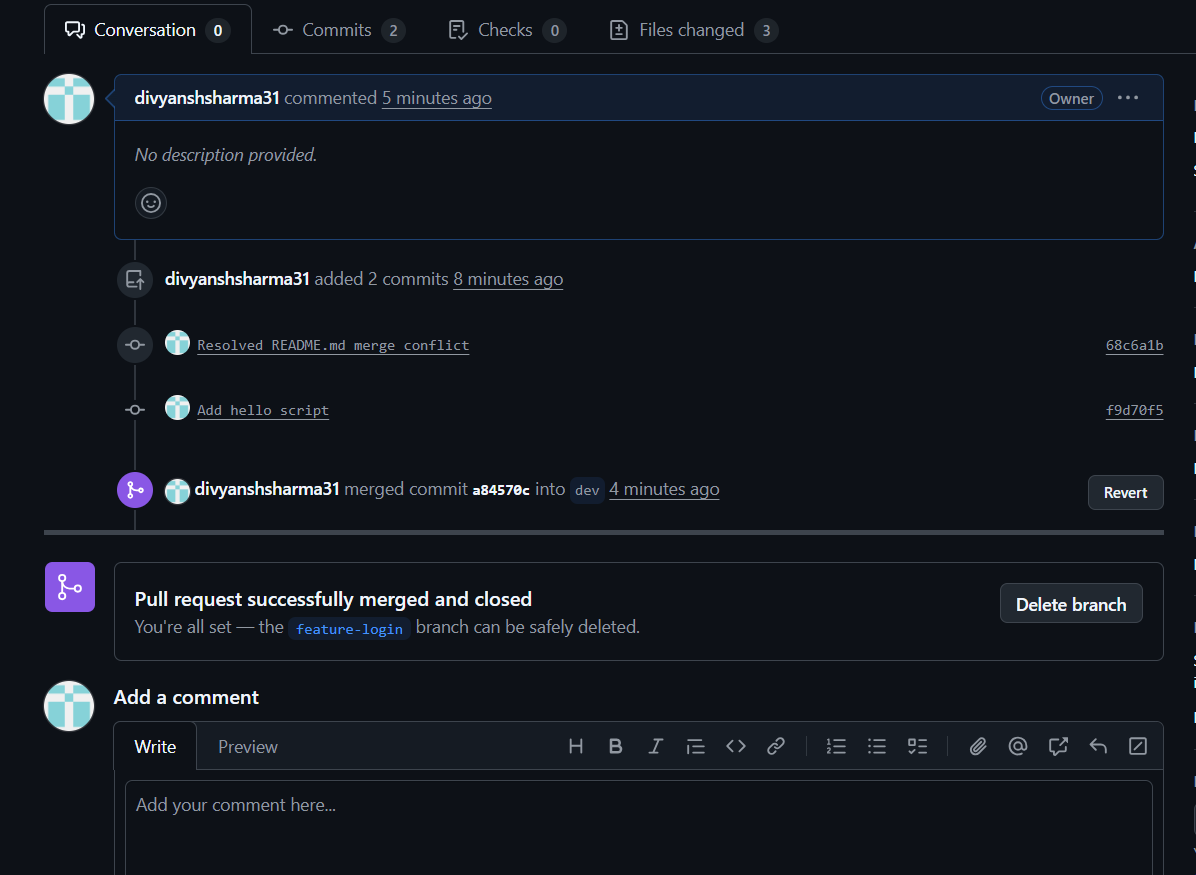 Conversation 0 Commits 2 Checks 0 Files changed 3
divyanshsharma31 commented 5 minutes ago Owner
No description provided.
divyanshsharma31 added 2 commits 8 minutes ago
Resolved README.md merge conflict 68c6a1b
Add hello script f9d70f5
divyanshsharma31 merged commit a84570c into dev 4 minutes ago Revert
Pull request successfully merged and closed
You're all set — the feature-login branch can be safely deleted.
Delete branch
Add a comment
Write Preview
Add your comment here...